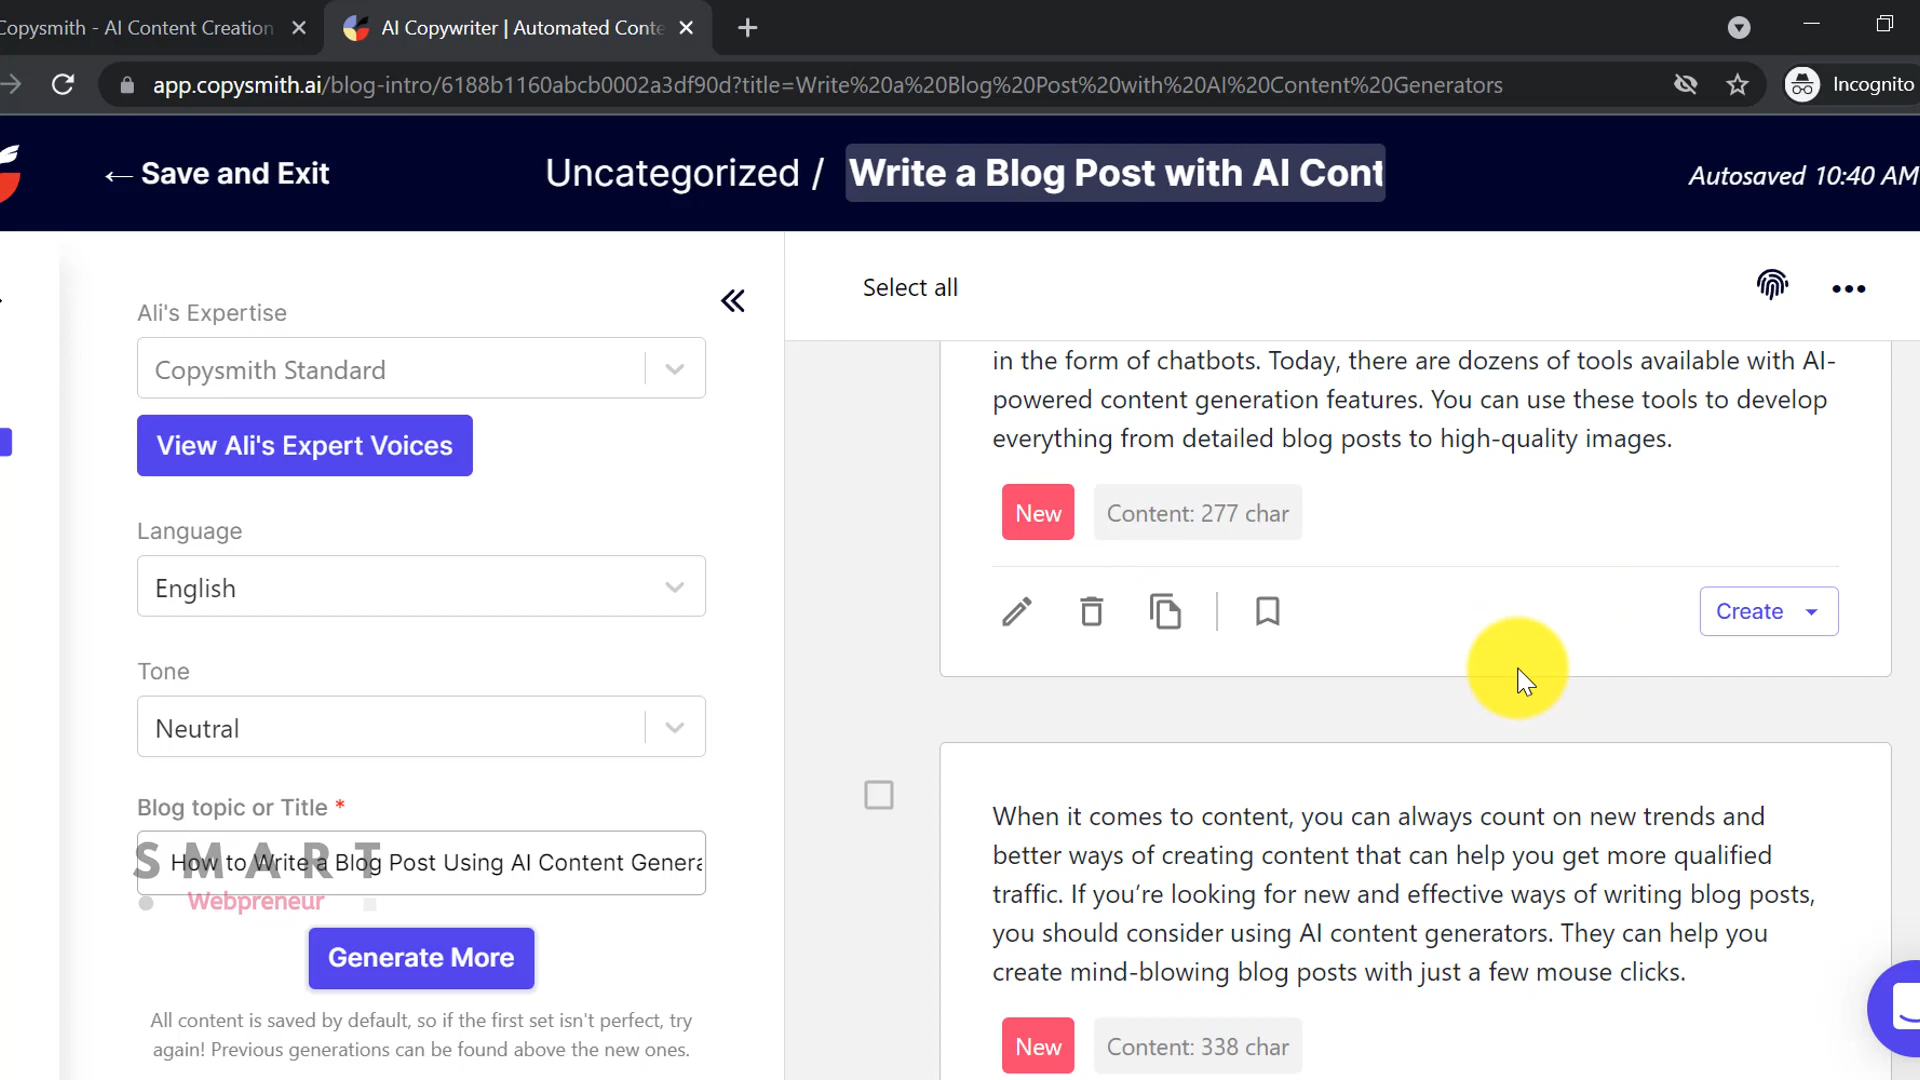 Copysmith - AI Content Creation
AI Copywriter | Automated Conte
app.copysmith.ai/blog-intro/6188b1160abcb0002a3df90d?title=Write%20a%20Blog%20Post%20with%20AI%20Content%20Generators
Incognito
← Save and Exit
Uncategorized / Write a Blog Post with AI Cont
Autosaved 10:40 AM
Ali's Expertise
Copysmith Standard
View Ali's Expert Voices
Language
English
Tone
Neutral
Blog topic or Title *
How to Write a Blog Post Using AI Content Genera
SMART
Webpreneur
Generate More
All content is saved by default, so if the first set isn't perfect, try
again! Previous generations can be found above the new ones.
Select all
in the form of chatbots. Today, there are dozens of tools available with AI-
powered content generation features. You can use these tools to develop
everything from detailed blog posts to high-quality images.
New
Content: 277 char
Create
When it comes to content, you can always count on new trends and
better ways of creating content that can help you get more qualified
traffic. If you’re looking for new and effective ways of writing blog posts,
you should consider using AI content generators. They can help you
create mind-blowing blog posts with just a few mouse clicks.
New
Content: 338 char